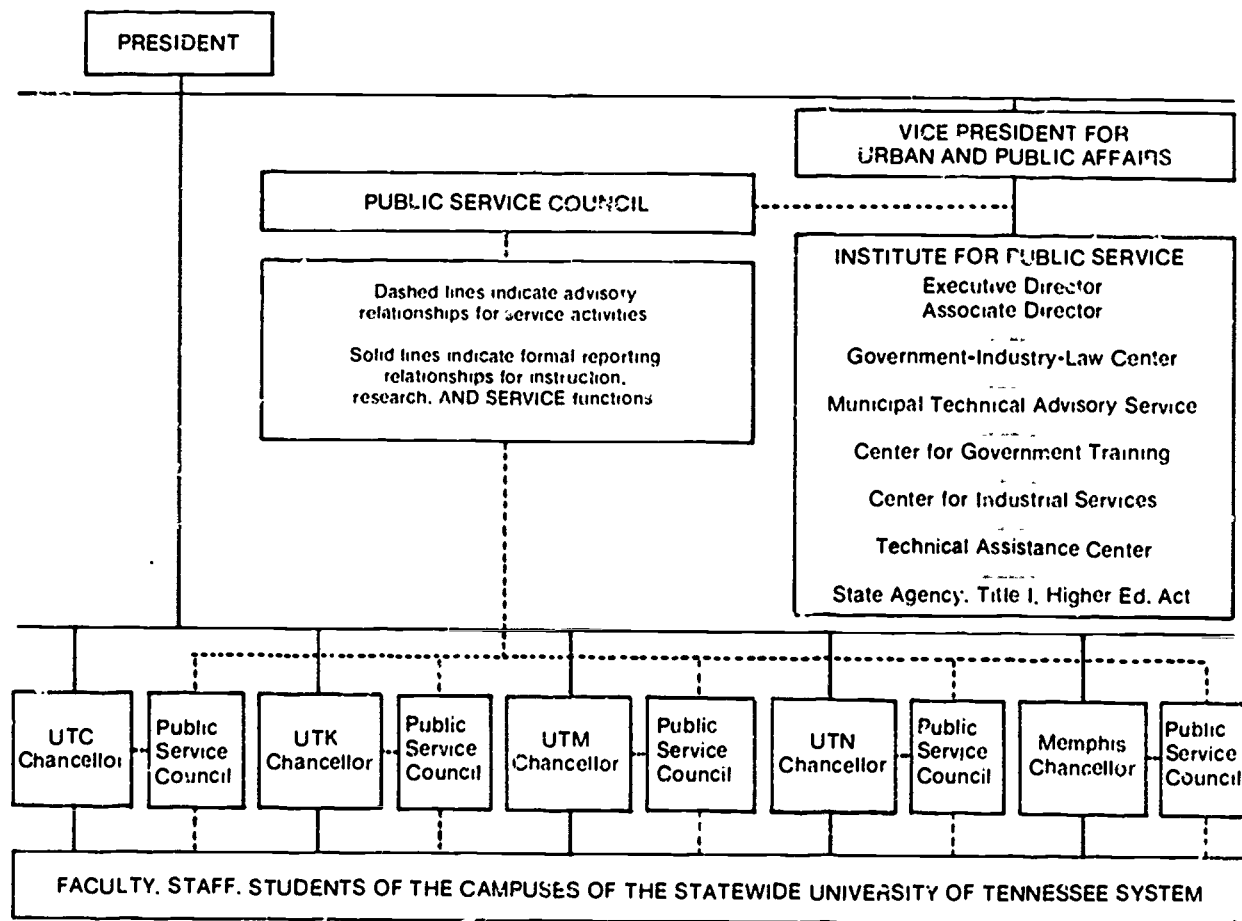 PRESIDENT
VICE PRESIDENT FOR
URBAN AND PUBLIC AFFAIRS
PUBLIC SERVICE COUNCIL
Dashed lines indicate advisory
relationships for service activities
Solid lines indicate formal reporting
relationships for instruction,
research, AND SERVICE functions
INSTITUTE FOR PUBLIC SERVICE
Executive Director
Associate Director
Government-Industry-Law Center
Municipal Technical Advisory Service
Center for Government Training
Center for Industrial Services
Technical Assistance Center
State Agency, Title I, Higher Ed. Act
UTC
Chancellor
Public
Service
Council
UTK
Chancellor
Public
Service
Council
UTM
Chancellor
Public
Service
Council
UTN
Chancellor
Public
Service
Council
Memphis
Chancellor
Public
Service
Council
FACULTY, STAFF, STUDENTS OF THE CAMPUSES OF THE STATEWIDE UNIVERSITY OF TENNESSEE SYSTEM